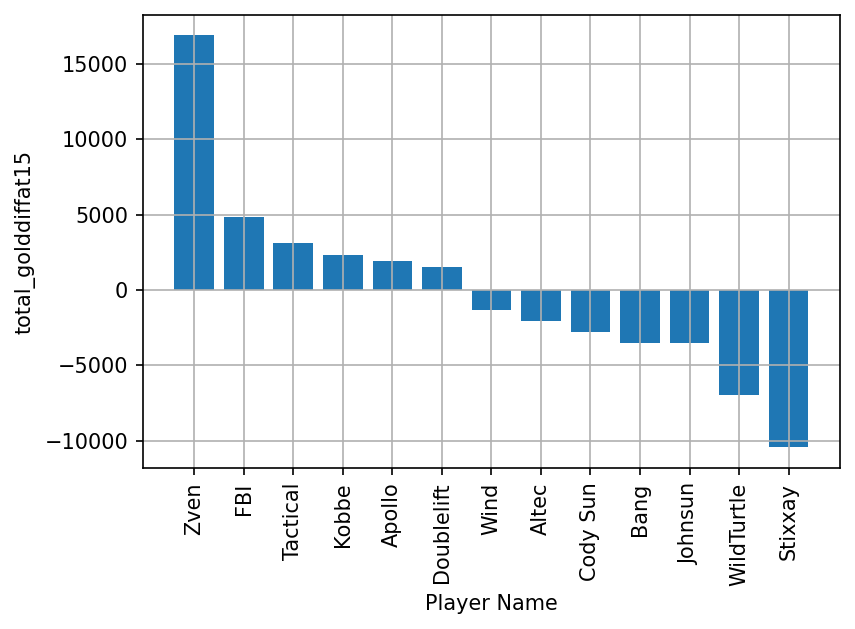 total_golddiffat15
15000
10000
5000
0
−5000
−10000
Zven
FBI
Tactical
Kobbe
Apollo
Doublelift
Wind
Altec
Cody Sun
Bang
Johnsun
WildTurtle
Stixxay
Player Name